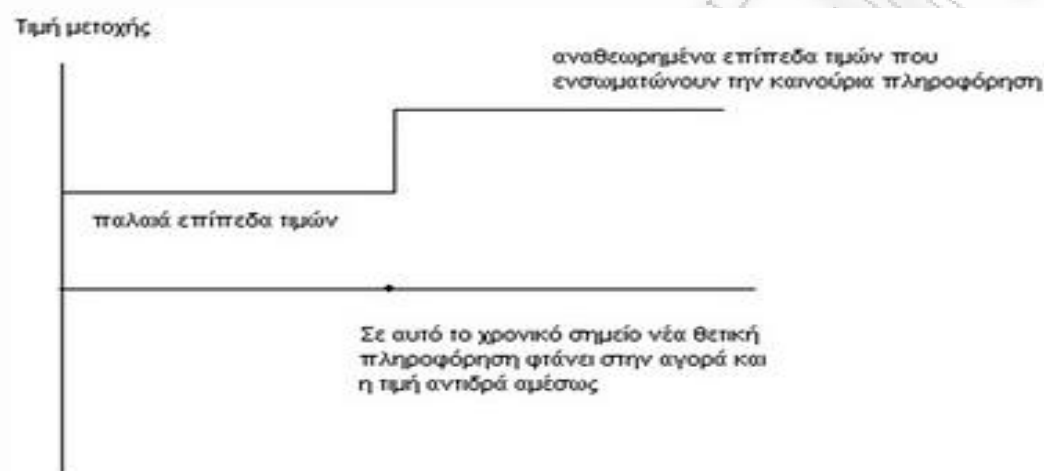 Τιμή μετοχής
αναθεωρημένα επίπεδα τιμών που
ενσωματώνουν την καινούρια πληροφόρηση
παλαιά επίπεδα τιμών
Σε αυτό το χρονικό σημείο νέα θετική
πληροφόρηση φτάνει στην αγορά και
η τιμή αντιδρά αμέσως